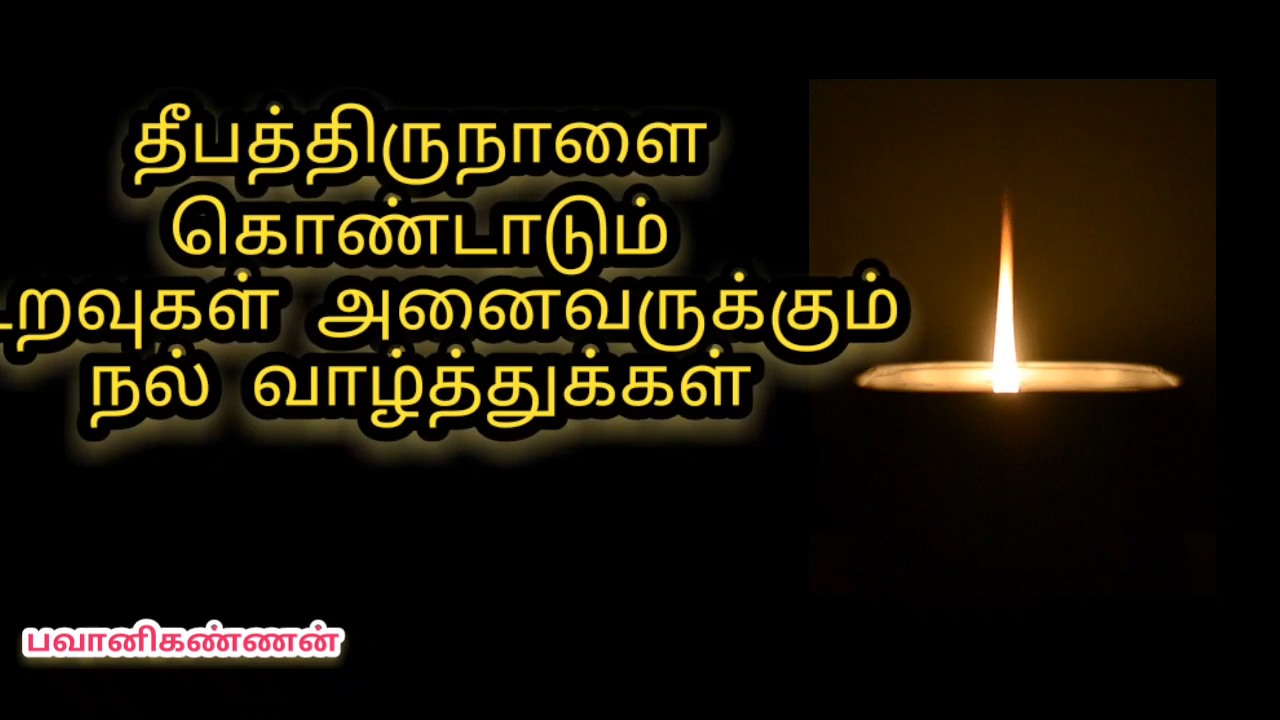 தீபத்திருநாளை
கொண்டாடும்
அனைவருக்கும்
நல் வாழ்த்துக்கள்
பவானிகண்ணன்